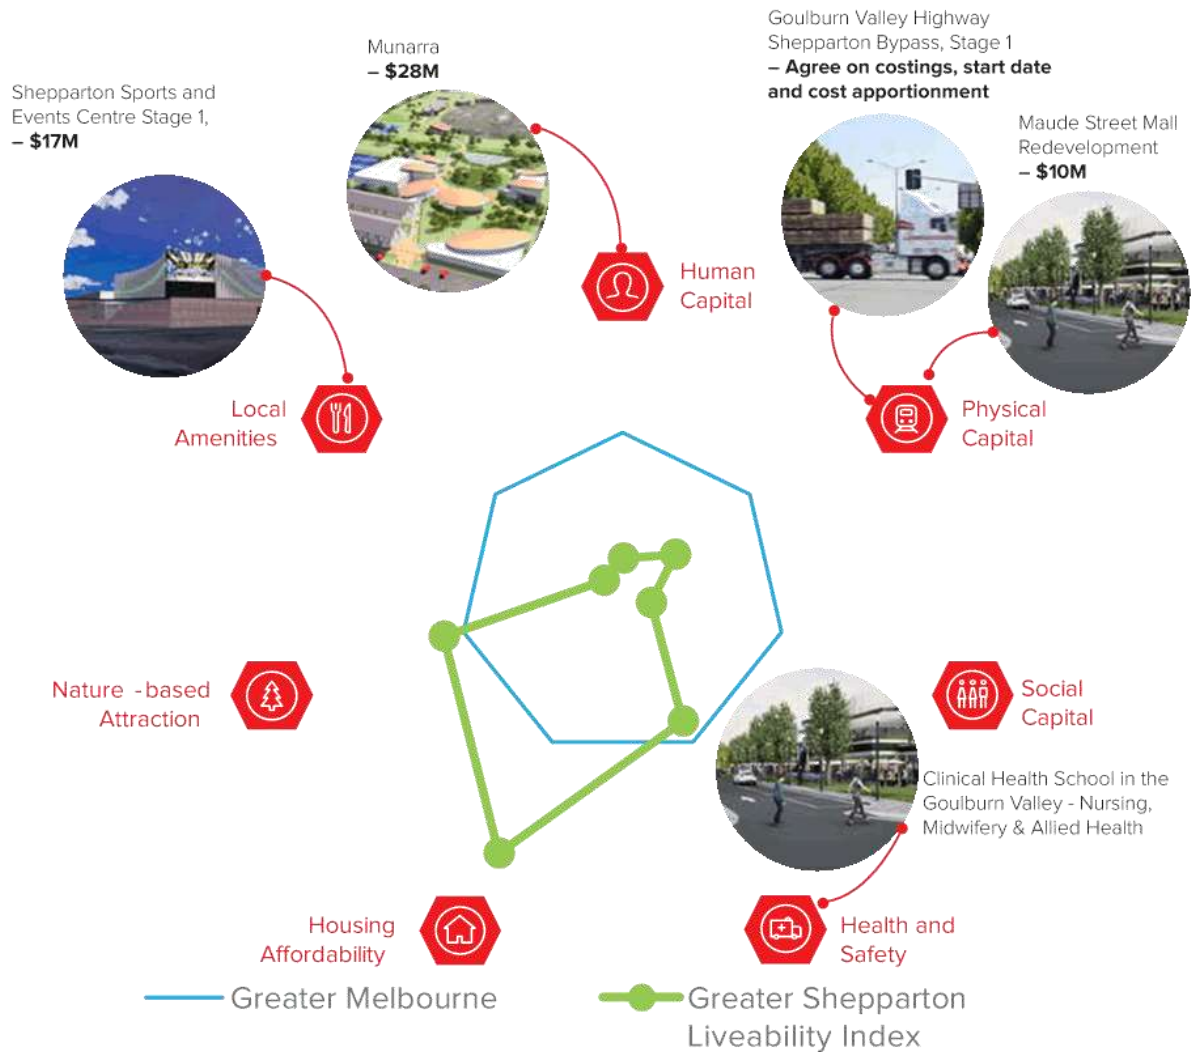 Goulburn Valley Highway
Shepparton Bypass, Stage 1
– Agree on costings, start date
and cost apportionment
Munarra
– $28M
Shepparton Sports and
Events Centre Stage 1,
– $17M
Maude Street Mall
Redevelopment
– $10M
Human
Capital
Local
Amenities
Physical
Capital
Nature -based
Attraction
Social
Capital
Clinical Health School in the
Goulburn Valley - Nursing,
Midwifery & Allied Health
Housing
Affordability
Health and
Safety
Greater Melbourne
Greater Shepparton
Liveability Index